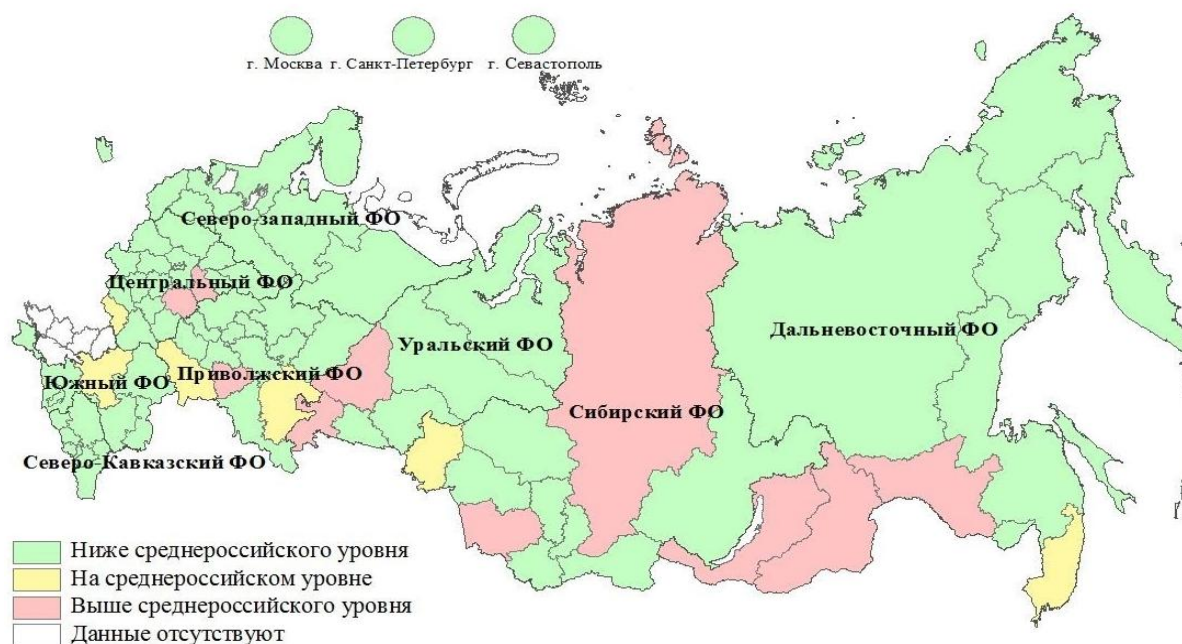 г. Москва г. Санкт-Петербург г. Севастополь
Северо-западный ФО
Центральный ФО
Уральский ФО
Дальневосточный ФО
Южный ФО
Приволжский ФО
Сибирский ФО
Северо-Кавказский ФО
Ниже среднероссийского уровня
На среднероссийском уровне
Выше среднероссийского уровня
Данные отсутствуют